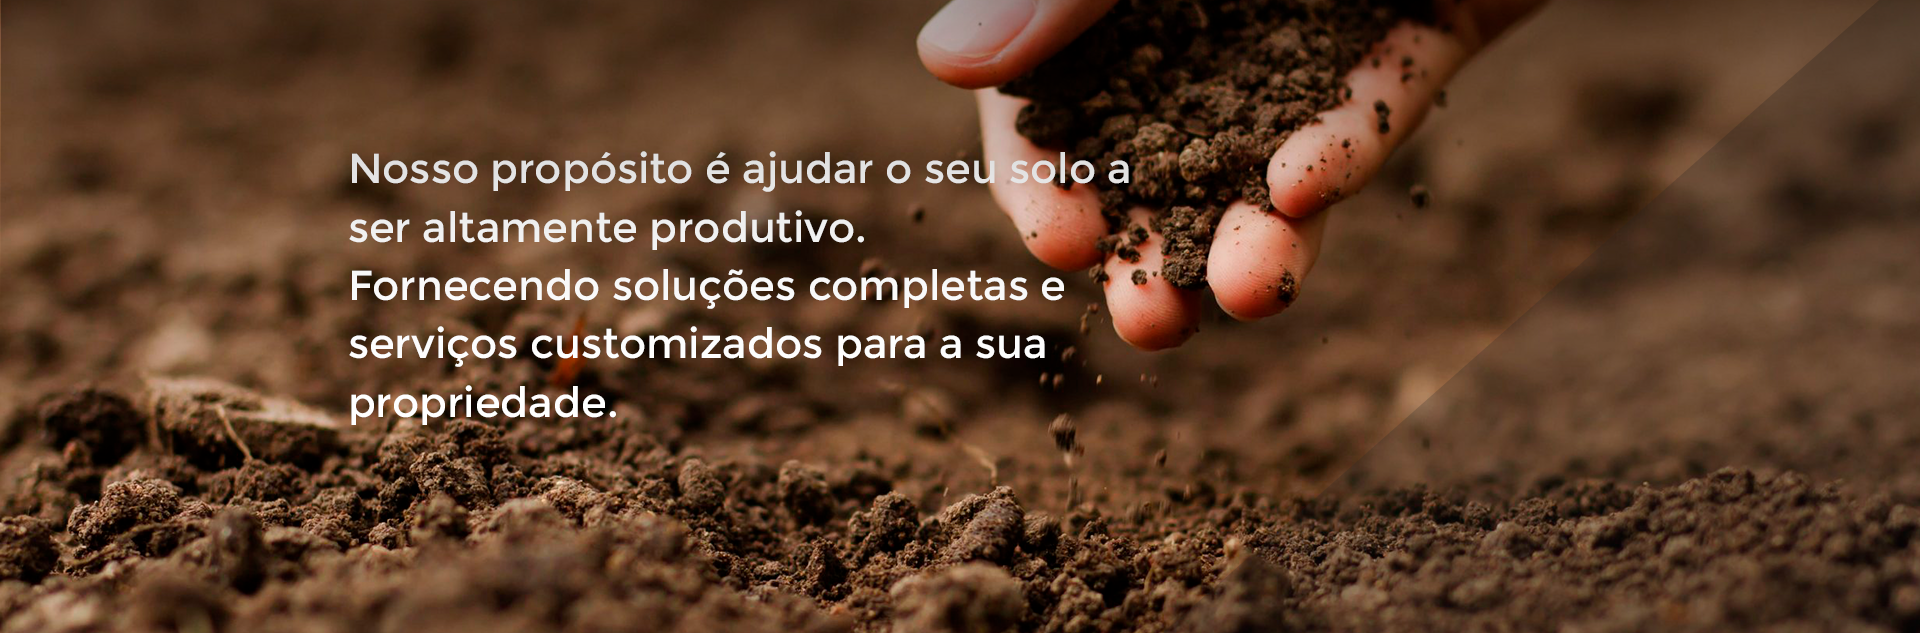 Nosso propósito é ajudar o seu solo a
ser altamente produtivo.
Fornecendo soluções completas e
serviços customizados para a sua
propriedade.